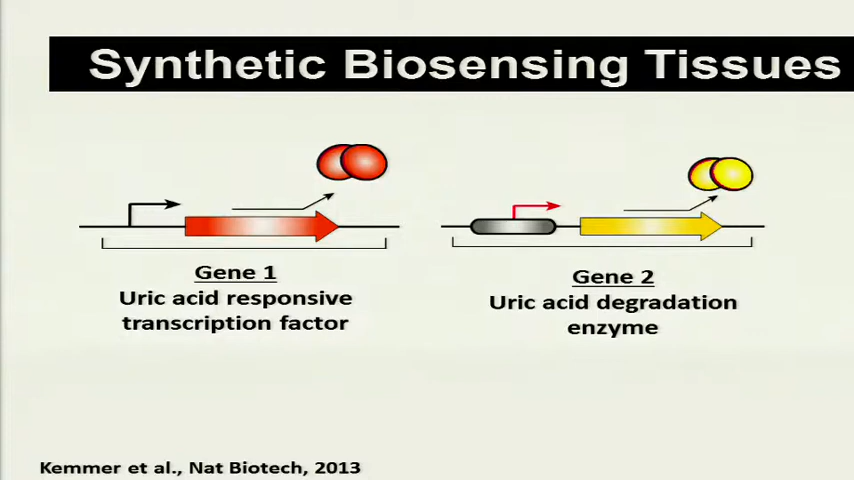 Synthetic Biosensing Tissues
Gene 1
Uric acid responsive
transcription factor
Gene 2
Uric acid degradation
enzyme
Kemmer et al., Nat Biotech, 2013